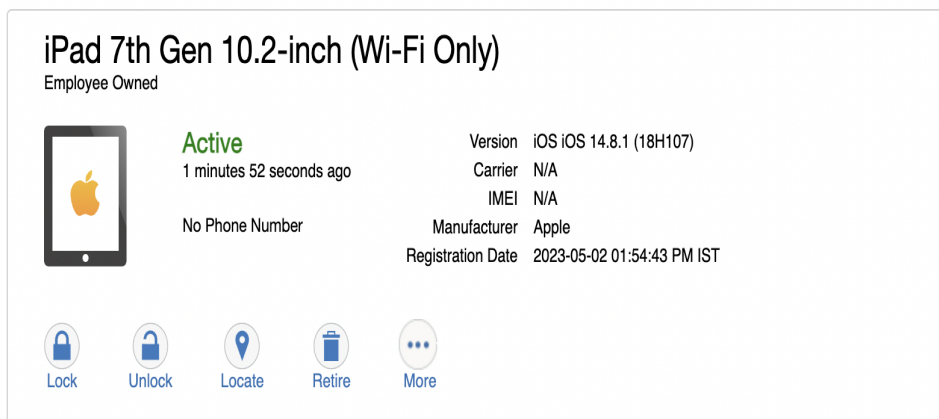 iPad 7th Gen 10.2-inch (Wi-Fi Only)
Employee Owned
Active
1 minutes 52 seconds ago
No Phone Number
Version iOS iOS 14.8.1 (18H107)
Carrier N/A
IMEI N/A
Manufacturer Apple
Registration Date 2023-05-02 01:54:43 PM IST
Lock Unlock Locate Retire More